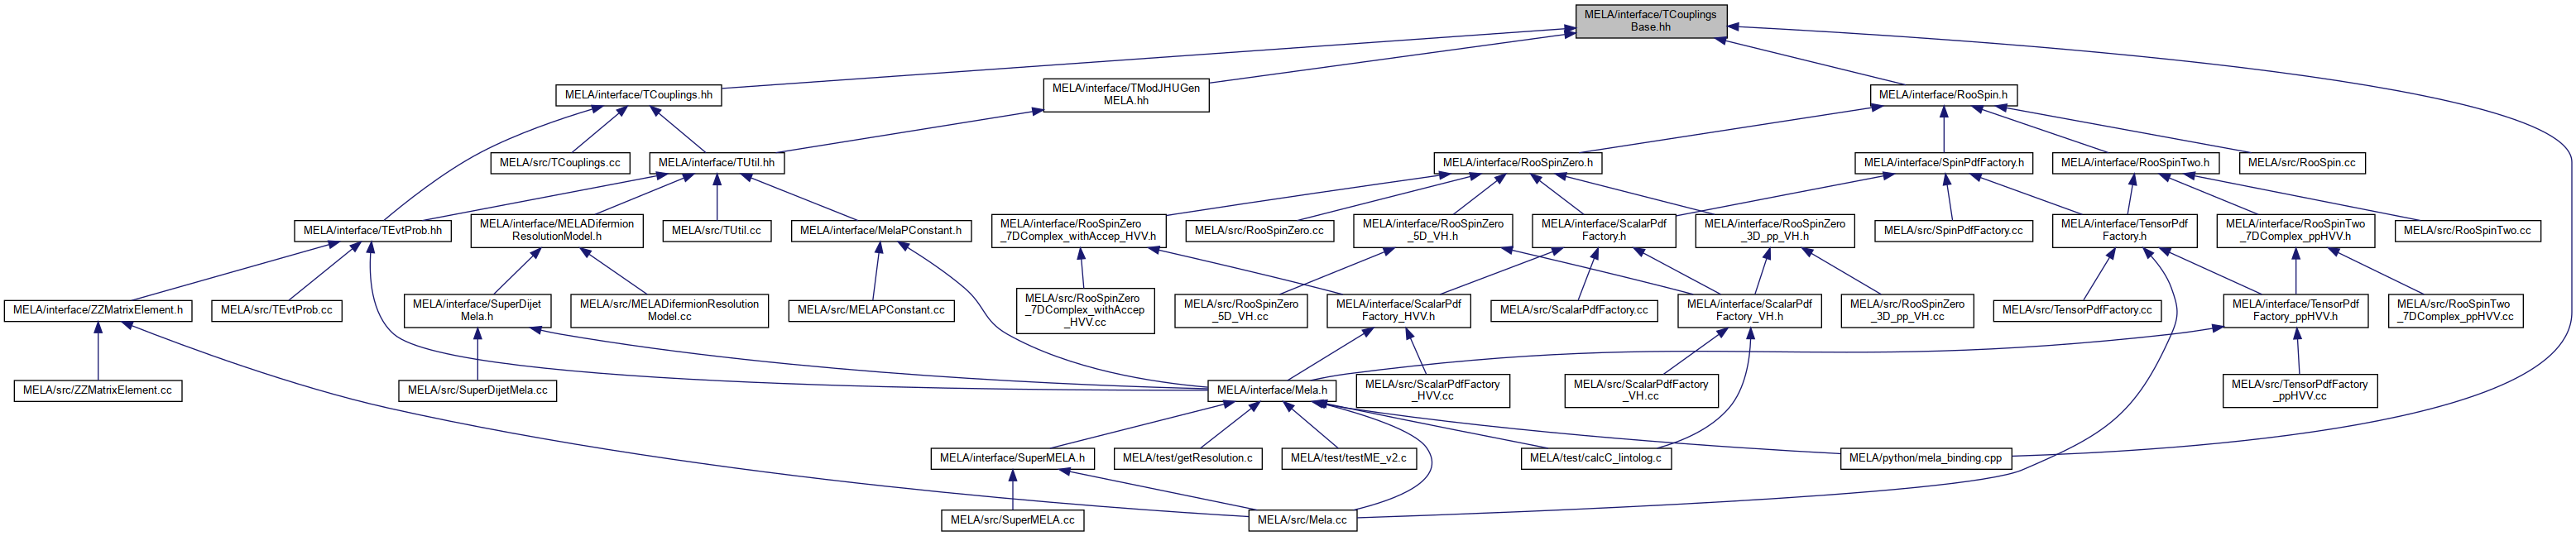 MELA/interface/TCouplings
Base.hh
MELA/interface/TCouplings.hh
MELA/interface/TModJHUGen
MELA.hh
MELA/interface/RooSpin.h
MELA/src/TCouplings.cc
MELA/interface/TUtil.hh
MELA/interface/RooSpinZero.h
MELA/interface/SpinPdfFactory.h
MELA/interface/RooSpinTwo.h
MELA/src/RooSpin.cc
MELA/interface/TEvtProb.hh
MELA/interface/MELADifermion
ResolutionModel.h
MELA/src/TUtil.cc
MELA/interface/MelaPConstant.h
MELA/interface/RooSpinZero
_7DComplex_withAccep_HVV.h
MELA/src/RooSpinZero.cc
MELA/interface/RooSpinZero
_5D_VH.h
MELA/interface/ScalarPdf
Factory.h
MELA/interface/RooSpinZero
_3D_pp_VH.h
MELA/src/SpinPdfFactory.cc
MELA/interface/TensorPdf
Factory.h
MELA/interface/RooSpinTwo
_7DComplex_ppHVV.h
MELA/src/RooSpinTwo.cc
MELA/interface/ZZMatrixElement.h
MELA/src/TEvtProb.cc
MELA/interface/SuperDijet
Mela.h
MELA/src/MELADifermionResolution
Model.cc
MELA/src/MELAPConstant.cc
MELA/src/RooSpinZero
_7DComplex_withAccep
_HVV.cc
MELA/src/RooSpinZero
_5D_VH.cc
MELA/interface/ScalarPdf
Factory_HVV.h
MELA/src/ScalarPdfFactory.cc
MELA/interface/ScalarPdf
Factory_VH.h
MELA/src/RooSpinZero
_3D_pp_VH.cc
MELA/src/TensorPdfFactory.cc
MELA/interface/TensorPdf
Factory_ppHVV.h
MELA/src/RooSpinTwo
_7DComplex_ppHVV.cc
MELA/src/ZZMatrixElement.cc
MELA/src/SuperDijetMela.cc
MELA/interface/Mela.h
MELA/src/ScalarPdfFactory
_HVV.cc
MELA/src/ScalarPdfFactory
_VH.cc
MELA/src/TensorPdfFactory
_ppHVV.cc
MELA/interface/SuperMELA.h
MELA/test/getResolution.c
MELA/test/testME_v2.c
MELA/test/calcC_lintolog.c
MELA/python/mela_binding.cpp
MELA/src/SuperMELA.cc
MELA/src/Mela.cc